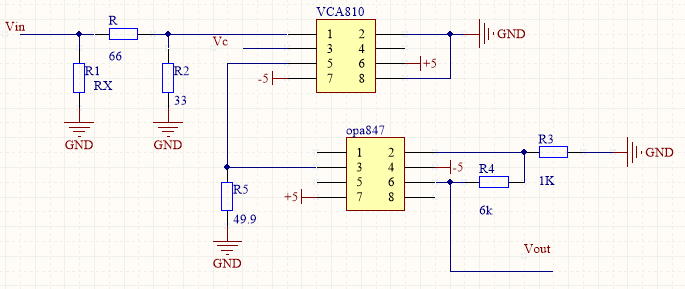 VCA810
Vin
R
66
Vc
1 2
3 4
5 6
7 8
GND
+5
-5
R1
RX
R2
33
GND
GND
opa847
1 2
3 4
5 6
7 8
-5
+5
R3
1K
GND
R4
6k
R5
49.9
GND
Vout